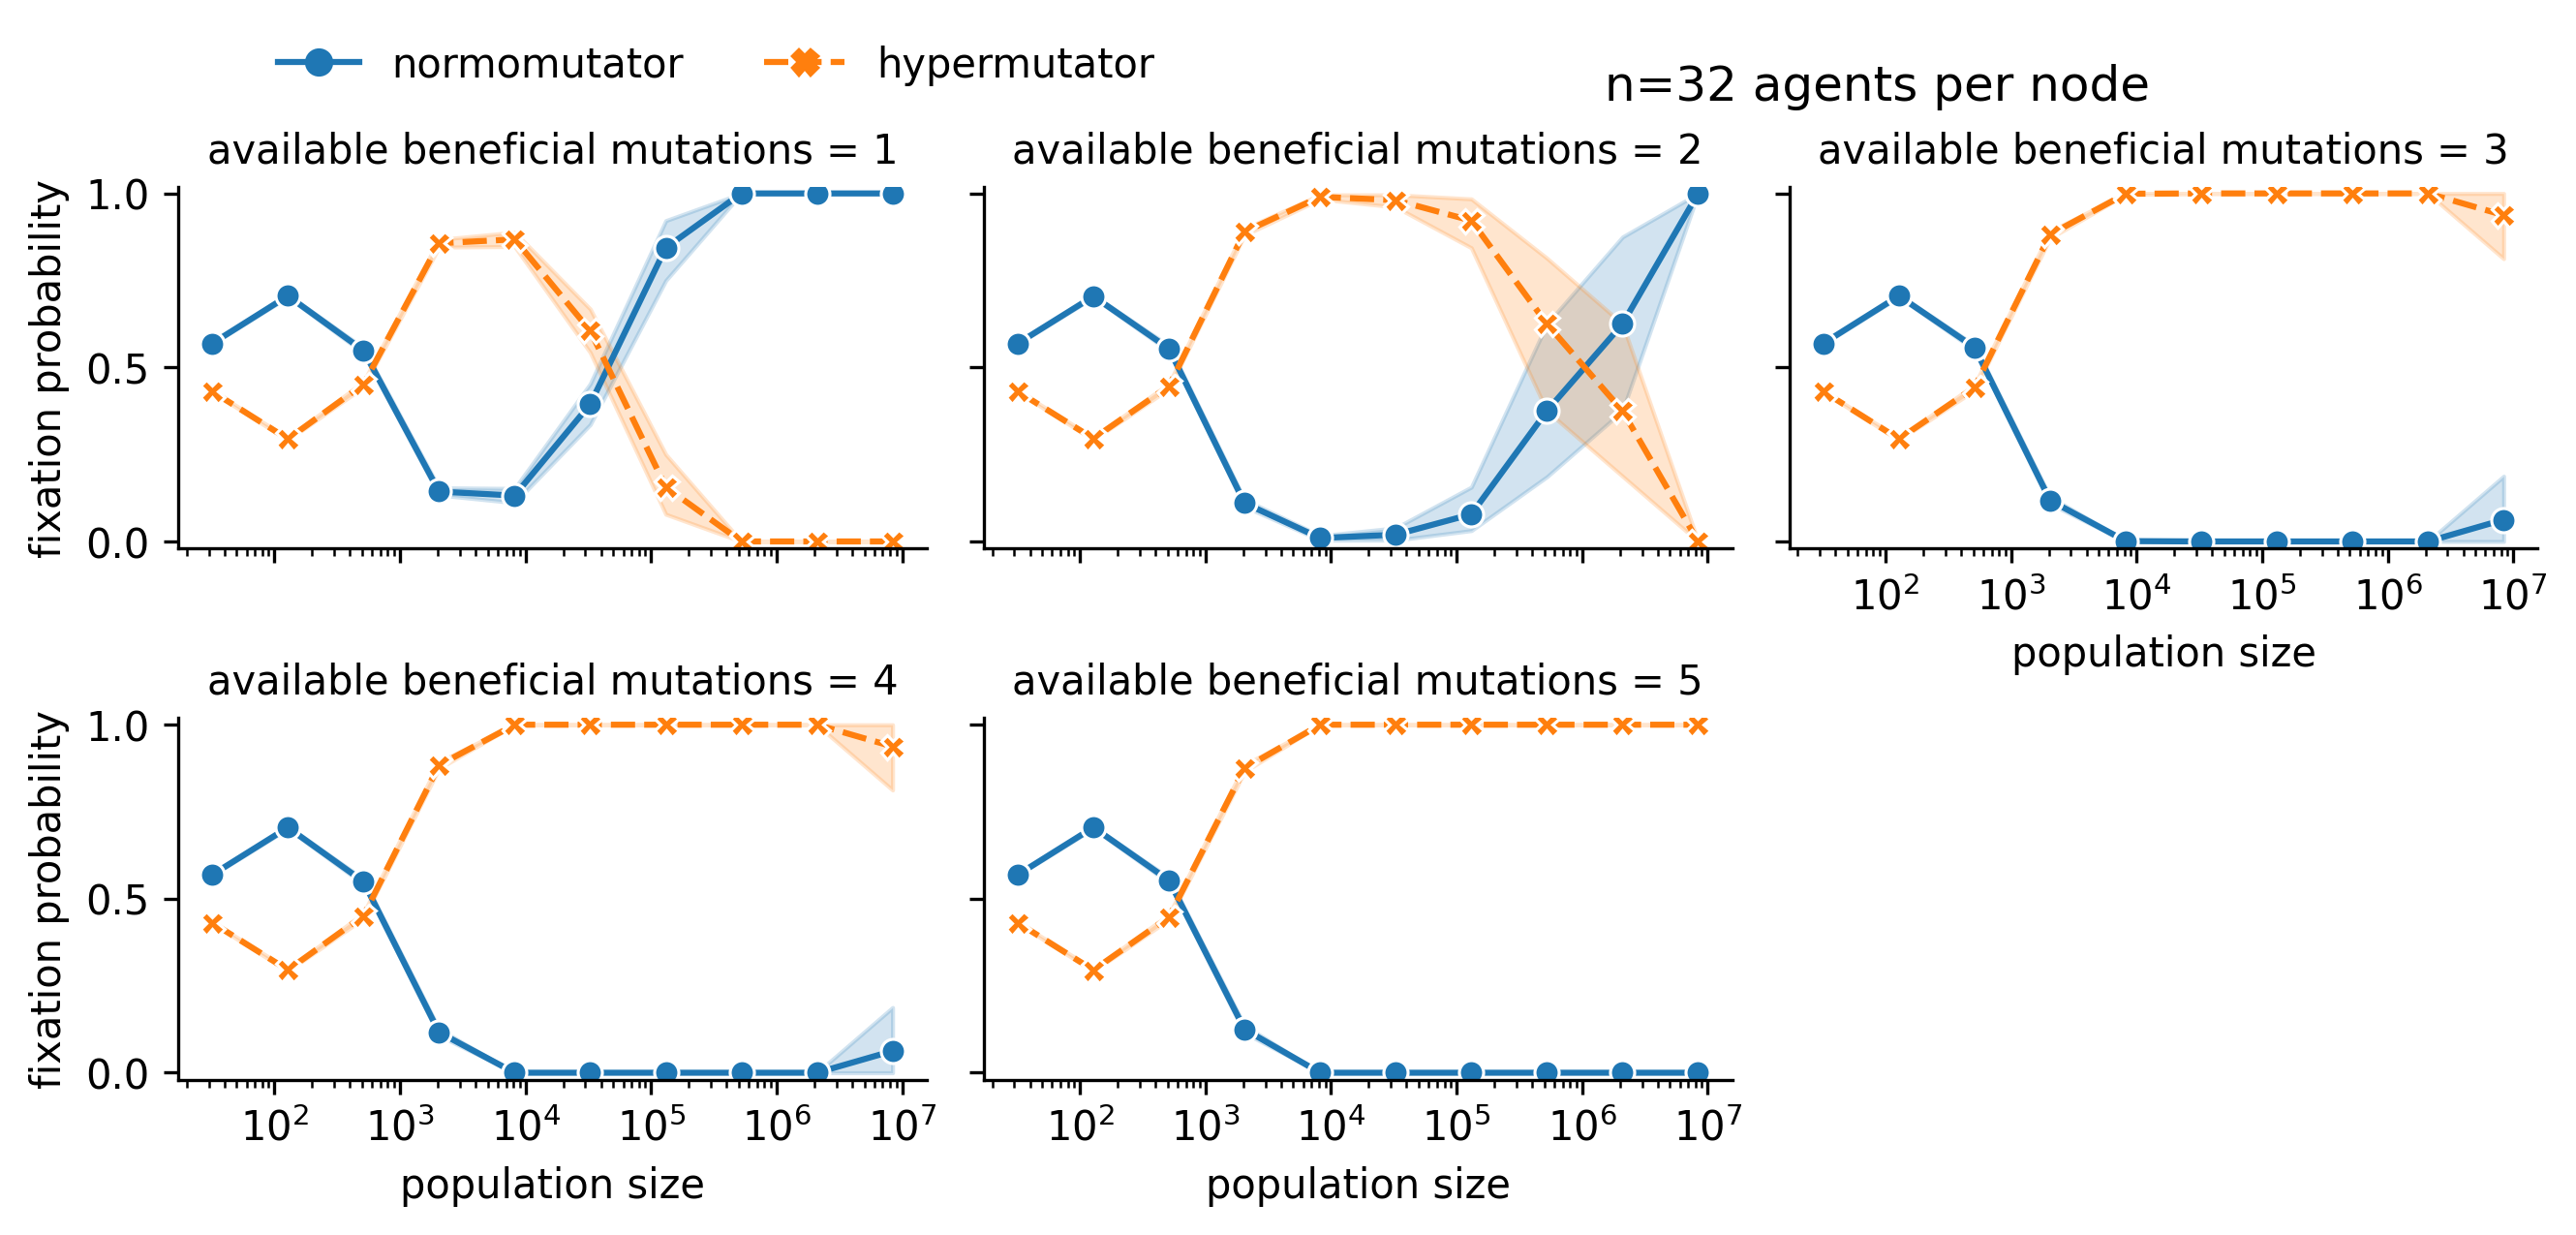 normomutator
hypermutator
n=32 agents per node
available beneficial mutations = 1
available beneficial mutations = 2
available beneficial mutations = 3
fixation probability
1.0
0.5
0.0
10² 10³ 10⁴ 10⁵ 10⁶ 10⁷
population size
available beneficial mutations = 4
available beneficial mutations = 5
fixation probability
1.0
0.5
0.0
10² 10³ 10⁴ 10⁵ 10⁶ 10⁷
10² 10³ 10⁴ 10⁵ 10⁶ 10⁷
population size
population size